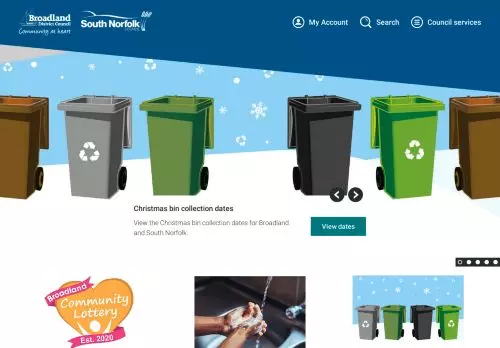 Broadland
District Council
South Norfolk
COUNCIL
Community at heart
My Account
Search
Council services
Christmas bin collection dates
View the Christmas bin collection dates for Broadland
and South Norfolk.
View dates
Broadland
Community
Lottery
Est. 2020